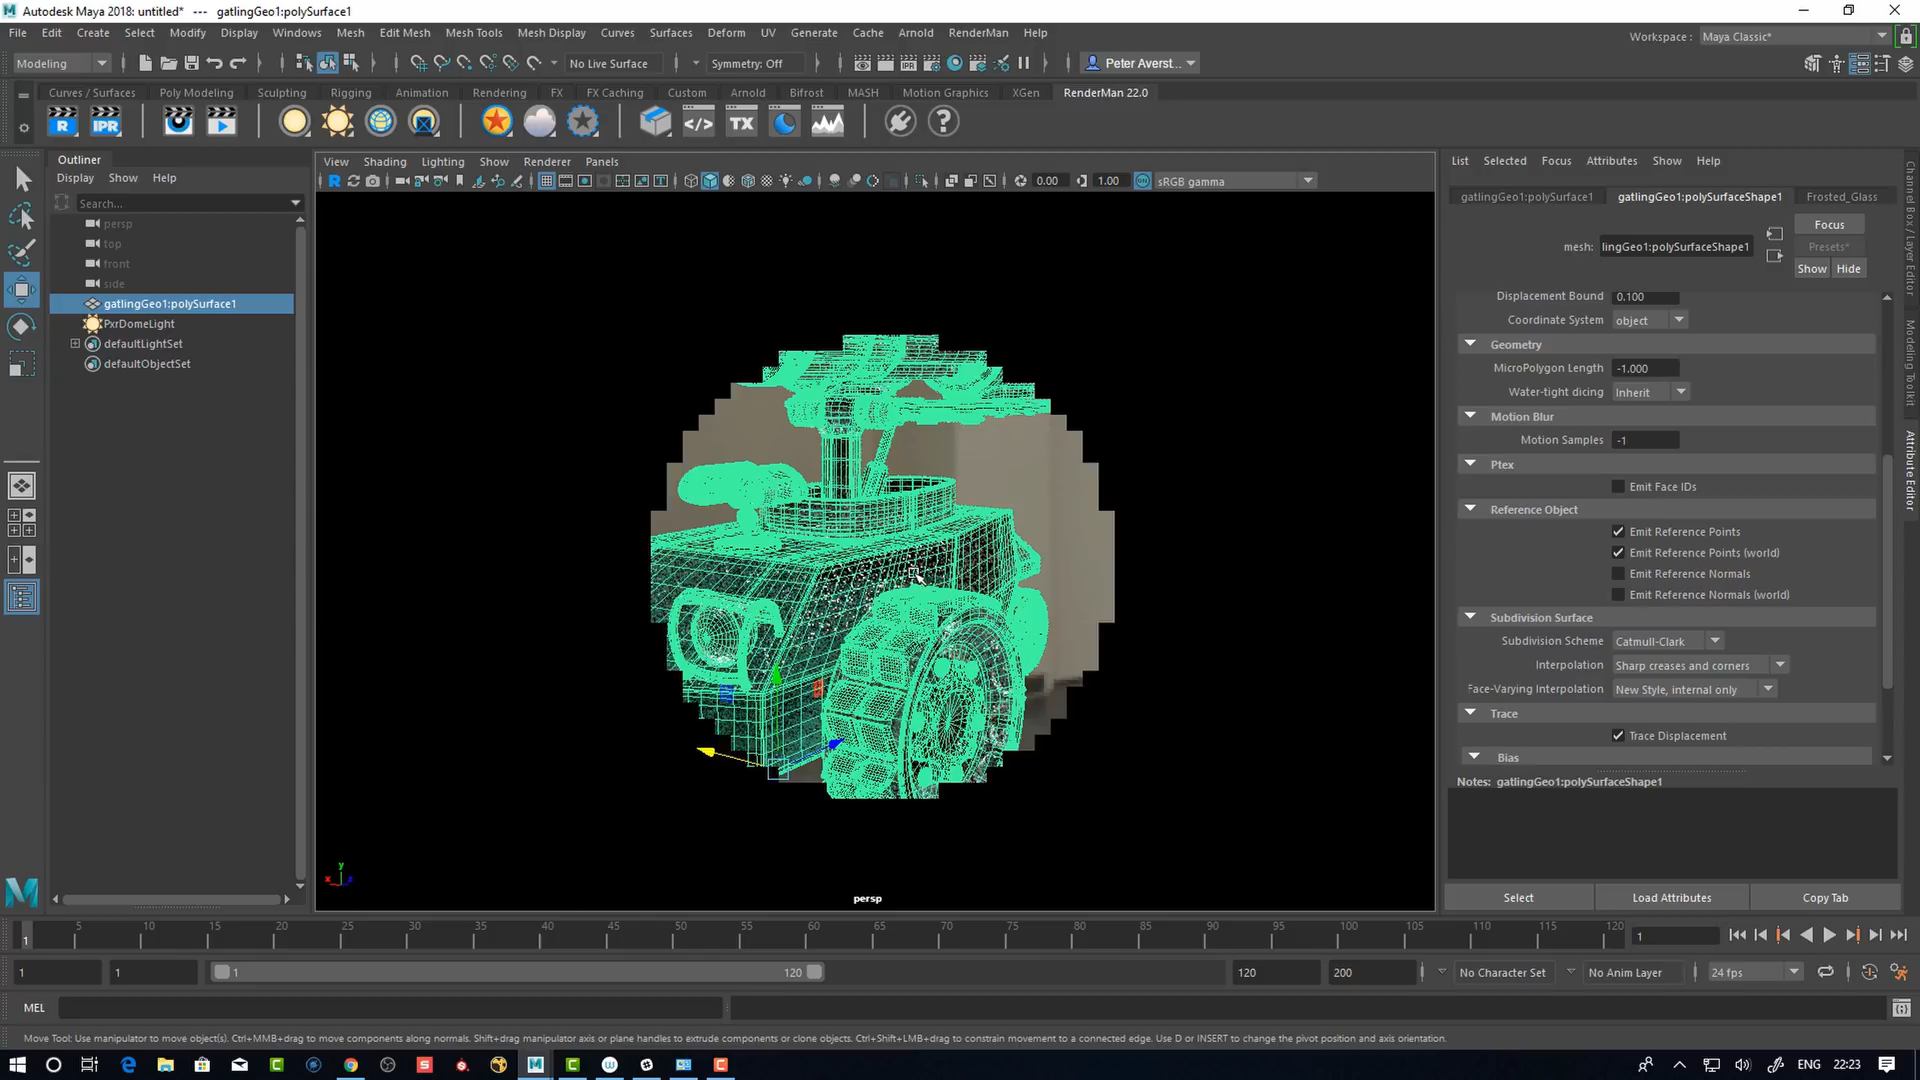 Autodesk Maya 2018: untitled* --- gatlingGeo1:polySurface1
File Edit Create Select Modify Display Windows Mesh Edit Mesh Mesh Tools Mesh Display Curves Surfaces Deform UV Generate Cache Arnold RenderMan Help
Workspace : Maya Classic*
Modeling No Live Surface Symmetry: Off Peter Averst...
Curves / Surfaces Poly Modeling Sculpting Rigging Animation Rendering FX FX Caching Custom Arnold Bifrost MASH Motion Graphics XGen RenderMan 22.0
R IPR </> TX ?
Outliner
Display Show Help
Search...
persp
top
front
side
gatlingGeo1:polySurface1
PxrDomeLight
defaultLightSet
defaultObjectSet
View Shading Lighting Show Renderer Panels
R 0.00 1.00 ON sRGB gamma
y
x z
persp
List Selected Focus Attributes Show Help
gatlingGeo1:polySurface1 gatlingGeo1:polySurfaceShape1 Frosted_Glass
mesh: lingGeo1:polySurfaceShape1
Focus
Presets*
Show Hide
Displacement Bound 0.100
Coordinate System object
Geometry
MicroPolygon Length -1.000
Water-tight dicing Inherit
Motion Blur
Motion Samples -1
Ptex
Emit Face IDs
Reference Object
Emit Reference Points
Emit Reference Points (world)
Emit Reference Normals
Emit Reference Normals (world)
Subdivision Surface
Subdivision Scheme Catmull-Clark
Interpolation Sharp creases and corners
Face-Varying Interpolation New Style, internal only
Trace
Trace Displacement
Bias
Notes: gatlingGeo1:polySurfaceShape1
Select Load Attributes Copy Tab
Channel Box / Layer Editor
Modeling Toolkit
Attribute Editor
1 5 10 15 20 25 30 35 40 45 50 55 60 65 70 75 80 85 90 95 100 105 110 115 120 1
1 1 1 120 120 200 No Character Set No Anim Layer 24 fps
MEL
Move Tool: Use manipulator to move object(s). Ctrl+MMB+drag to move components along normals. Shift+drag manipulator axis or plane handles to extrude components or clone objects. Ctrl+Shift+LMB+drag to constrain movement to a connected edge. Use D or INSERT to change the pivot position and axis orientation.
ENG 22:23